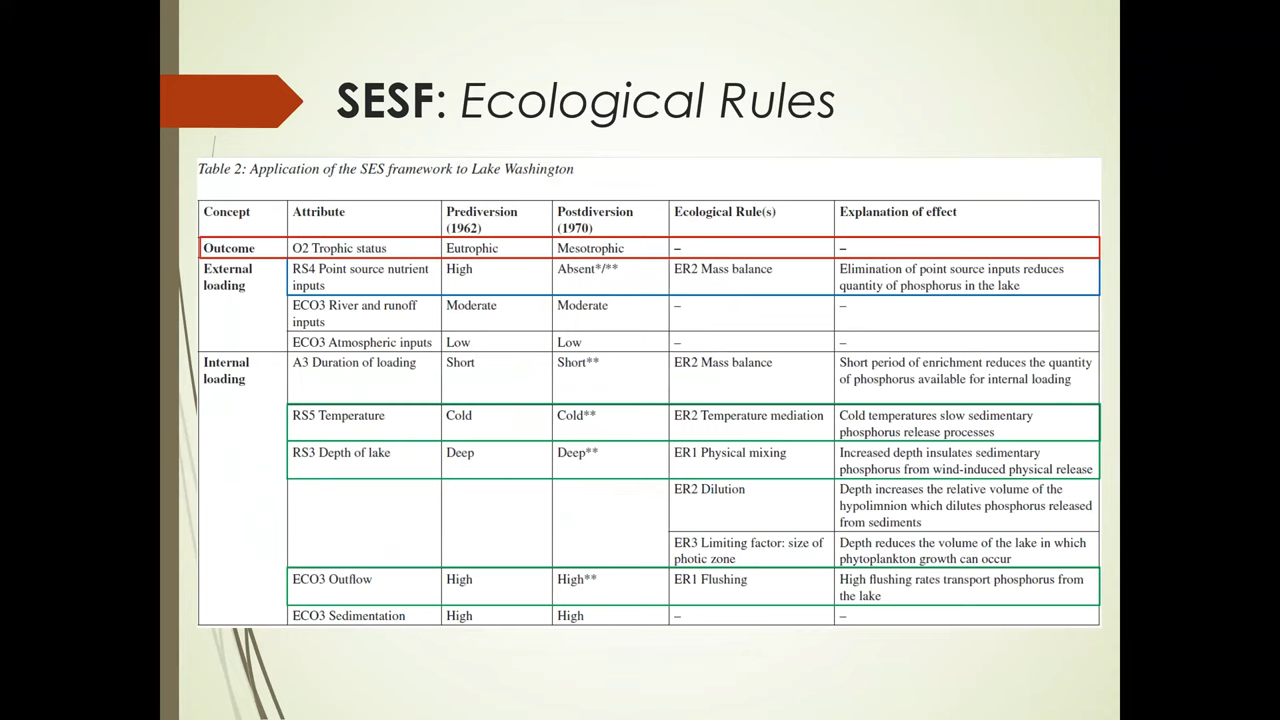 SESF: Ecological Rules
Table 2: Application of the SES framework to Lake Washington
Concept Attribute Prediversion (1962) Postdiversion (1970) Ecological Rule(s) Explanation of effect
Outcome O2 Trophic status Eutrophic Mesotrophic – –
External loading RS4 Point source nutrient inputs High Absent*/** ER2 Mass balance Elimination of point source inputs reduces quantity of phosphorus in the lake
ECO3 River and runoff inputs Moderate Moderate – –
ECO3 Atmospheric inputs Low Low – –
Internal loading A3 Duration of loading Short Short** ER2 Mass balance Short period of enrichment reduces the quantity of phosphorus available for internal loading
RS5 Temperature Cold Cold** ER2 Temperature mediation Cold temperatures slow sedimentary phosphorus release processes
RS3 Depth of lake Deep Deep** ER1 Physical mixing Increased depth insulates sedimentary phosphorus from wind-induced physical release
ER2 Dilution Depth increases the relative volume of the hypolimnion which dilutes phosphorus released from sediments
ER3 Limiting factor: size of photic zone Depth reduces the volume of the lake in which phytoplankton growth can occur
ECO3 Outflow High High** ER1 Flushing High flushing rates transport phosphorus from the lake
ECO3 Sedimentation High High – –